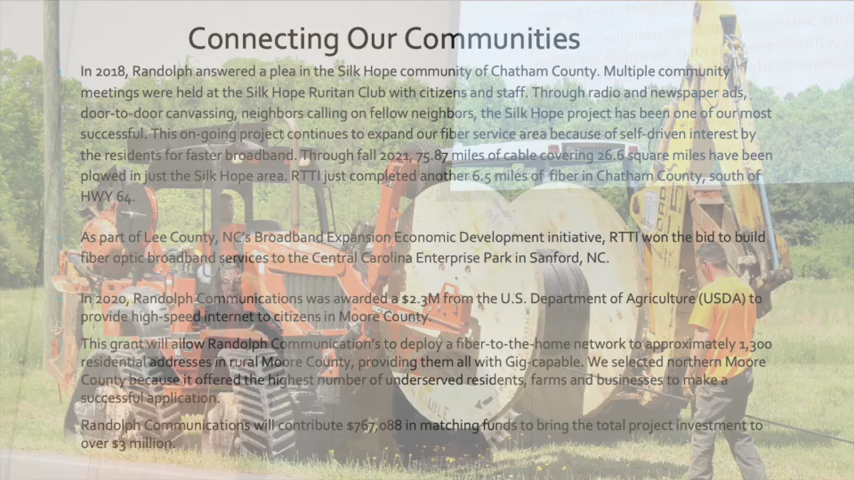 Connecting Our Communities
In 2018, Randolph answered a plea in the Silk Hope community of Chatham County. Multiple community
meetings were held at the Silk Hope Ruritan Club with citizens and staff. Through radio and newspaper ads,
door-to-door canvassing, neighbors calling on fellow neighbors, the Silk Hope project has been one of our most
successful. This on-going project continues to expand our fiber service area because of self-driven interest by
the residents for faster broadband. Through fall 2021, 75.87 miles of cable covering 26.6 square miles have been
plowed in just the Silk Hope area. RTTI just completed another 6.5 miles of fiber in Chatham County, south of
HWY 64.
As part of Lee County, NC's Broadband Expansion Economic Development initiative, RTTI won the bid to build
fiber optic broadband services to the Central Carolina Enterprise Park in Sanford, NC.
In 2020, Randolph Communications was awarded a $2.3M from the U.S. Department of Agriculture (USDA) to
provide high-speed internet to citizens in Moore County.
This grant will allow Randolph Communication's to deploy a fiber-to-the-home network to approximately 1,300
residential addresses in rural Moore County, providing them all with Gig-capable. We selected northern Moore
County because it offered the highest number of underserved residents, farms and businesses to make a
successful application.
Randolph Communications will contribute $767,088 in matching funds to bring the total project investment to
over $3 million.